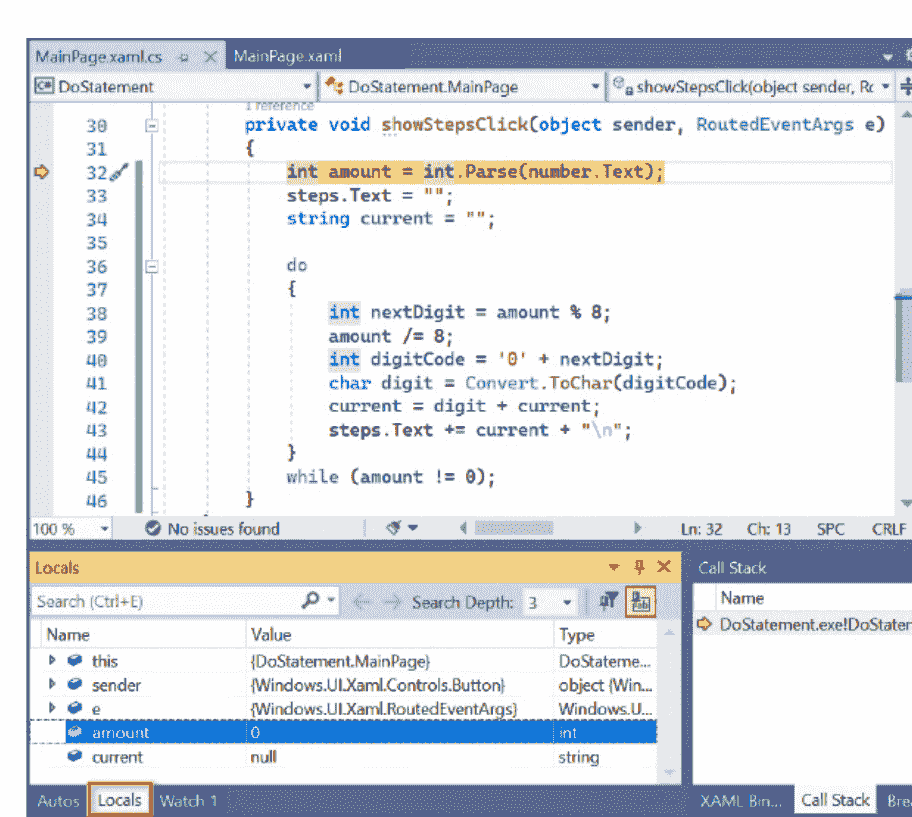 MainPage.xaml.cs MainPage.xaml
C# DoStatement DoStatement.MainPage showStepsClick(object sender, Rc
1 reference
30 private void showStepsClick(object sender, RoutedEventArgs e)
31 {
32 int amount = int.Parse(number.Text);
33 steps.Text = "";
34 string current = "";
35
36 do
37 {
38 int nextDigit = amount % 8;
39 amount /= 8;
40 int digitCode = '0' + nextDigit;
41 char digit = Convert.ToChar(digitCode);
42 current = digit + current;
43 steps.Text += current + "\n";
44 }
45 while (amount != 0);
46 }
100 % No issues found Ln: 32 Ch: 13 SPC CRLF
Locals Call Stack
Search (Ctrl+E) Search Depth: 3 Name
DoStatement.exe!DoStater
Name Value Type
this {DoStatement.MainPage} DoStateme...
sender {Windows.UI.Xaml.Controls.Button} object {Win...
e {Windows.UI.Xaml.RoutedEventArgs} Windows.U...
amount 0 int
current null string
Autos Locals Watch 1 XAML Bin... Call Stack Brea